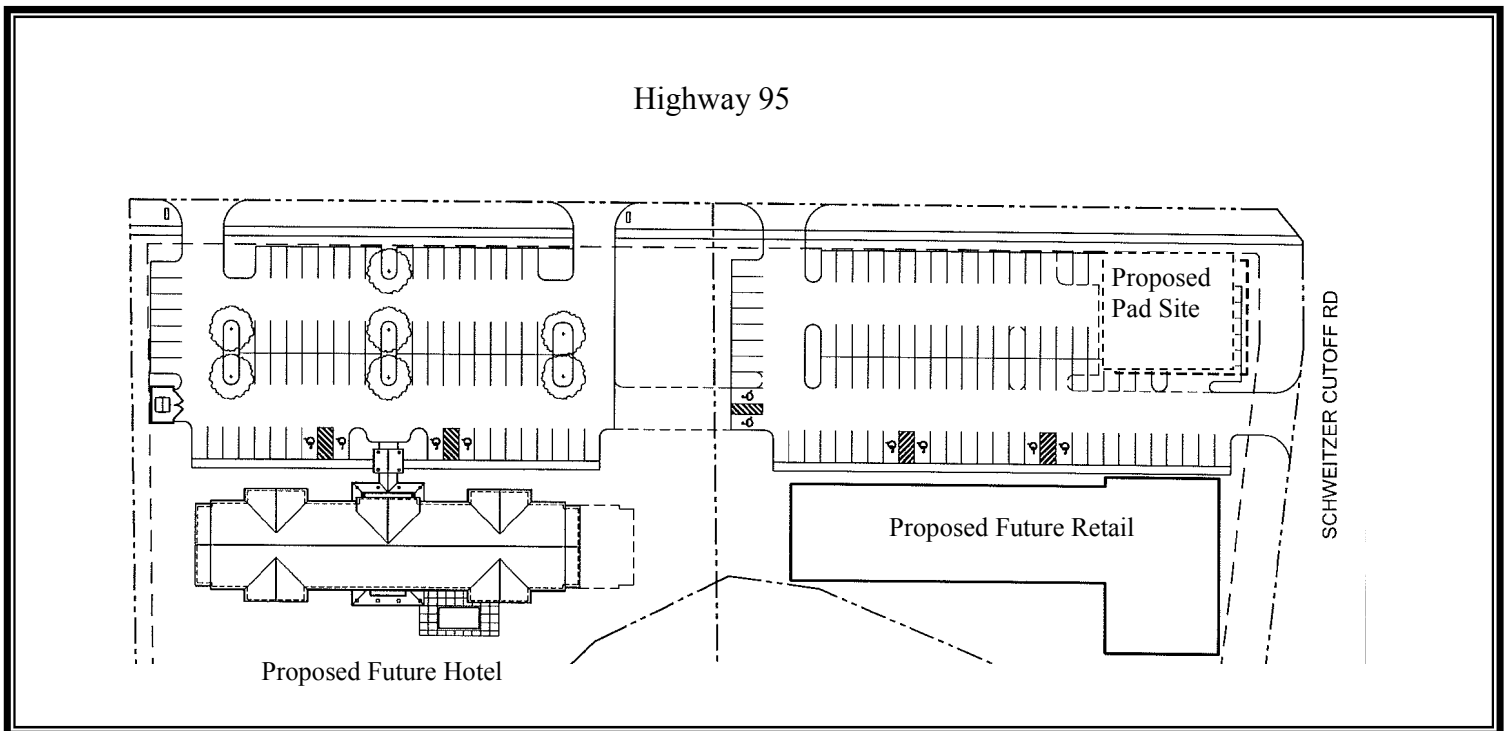 Highway 95
Proposed
Pad Site
SCHWEITZER CUTOFF RD
Proposed Future Retail
Proposed Future Hotel